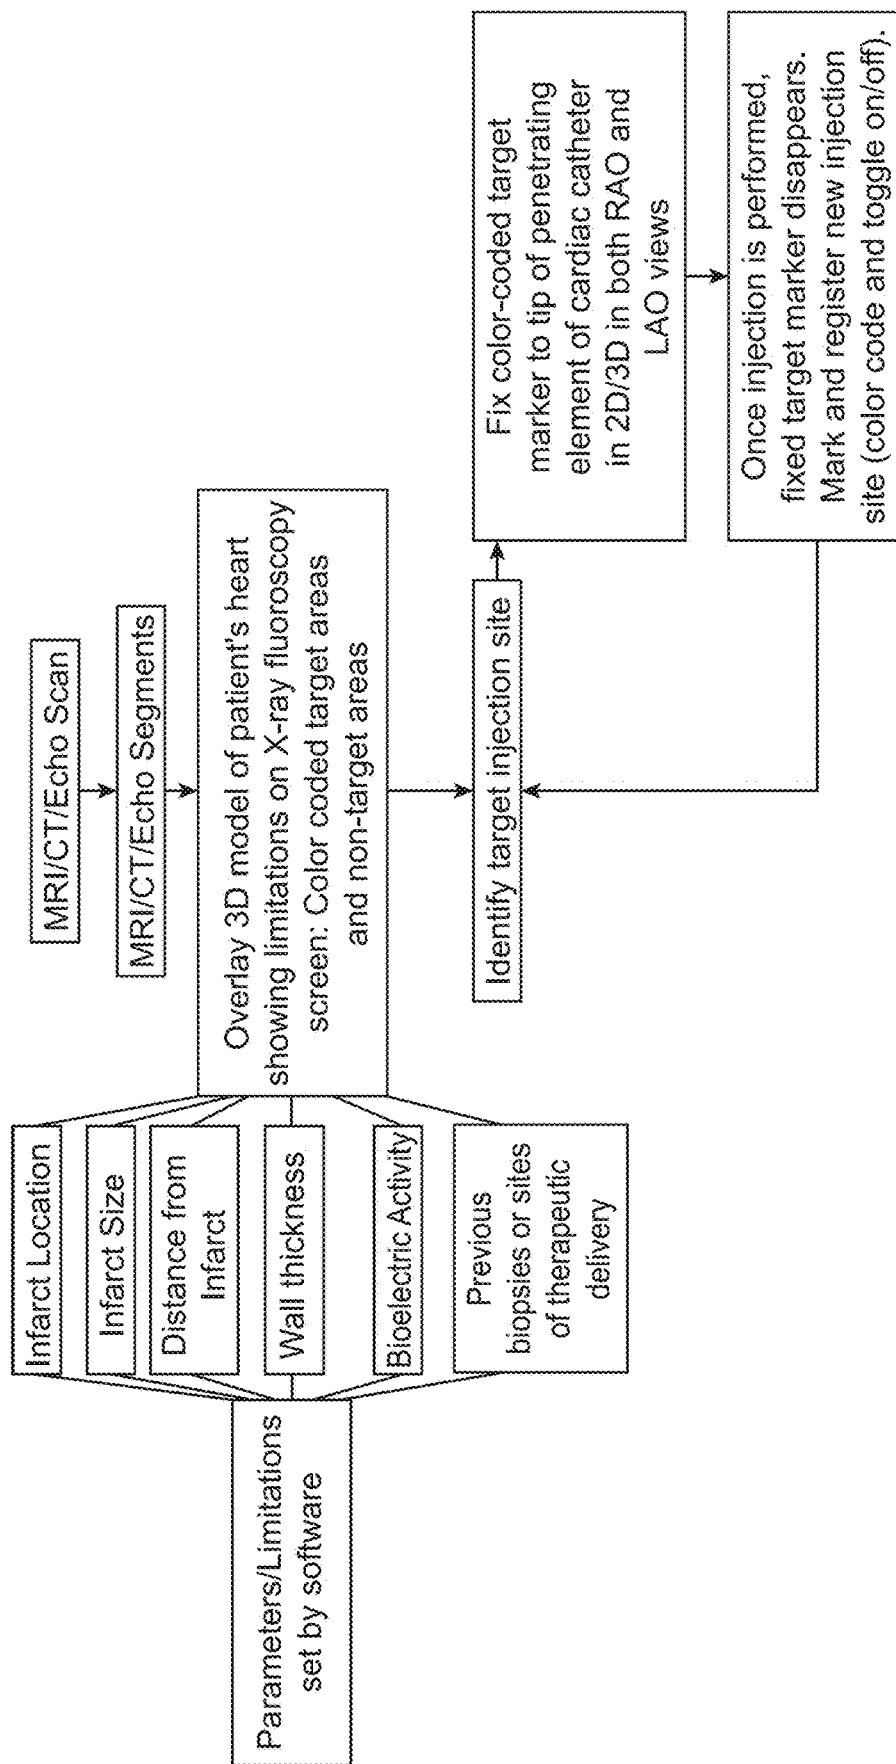 MRI/CT/Echo Scan
MRI/CT/Echo Segments
Parameters/Limitations
set by software
Infarct Location
Infarct Size
Distance from
Infarct
Wall thickness
Bioelectric Activity
Previous
biopsies or sites
of therapeutic
delivery
Overlay 3D model of patient's heart
showing limitations on X-ray fluoroscopy
screen: Color coded target areas
and non-target areas
Identify target injection site
Fix color-coded target
marker to tip of penetrating
element of cardiac catheter
in 2D/3D in both RAO and
LAO views
Once injection is performed,
fixed target marker disappears.
Mark and register new injection
site (color code and toggle on/off).